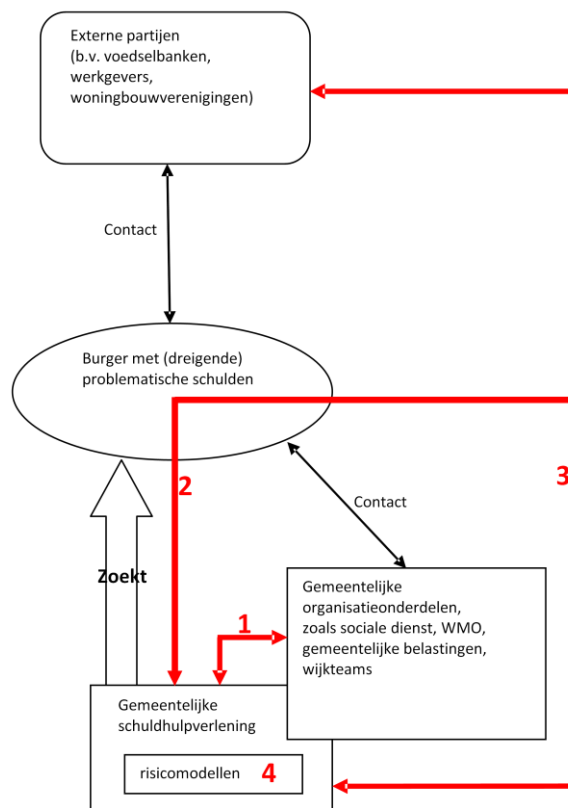 Externe partijen
(b.v. voedselbanken,
werkgevers,
woningbouwverenigingen)
Contact
Burger met (dreigende)
problematische schulden
2
3
Contact
Zoekt
Gemeentelijke
organisatieonderdelen,
zoals sociale dienst, WMO,
gemeentelijke belastingen,
wijkteams
1
Gemeentelijke
schuldhulpverlening
risicomodellen 4